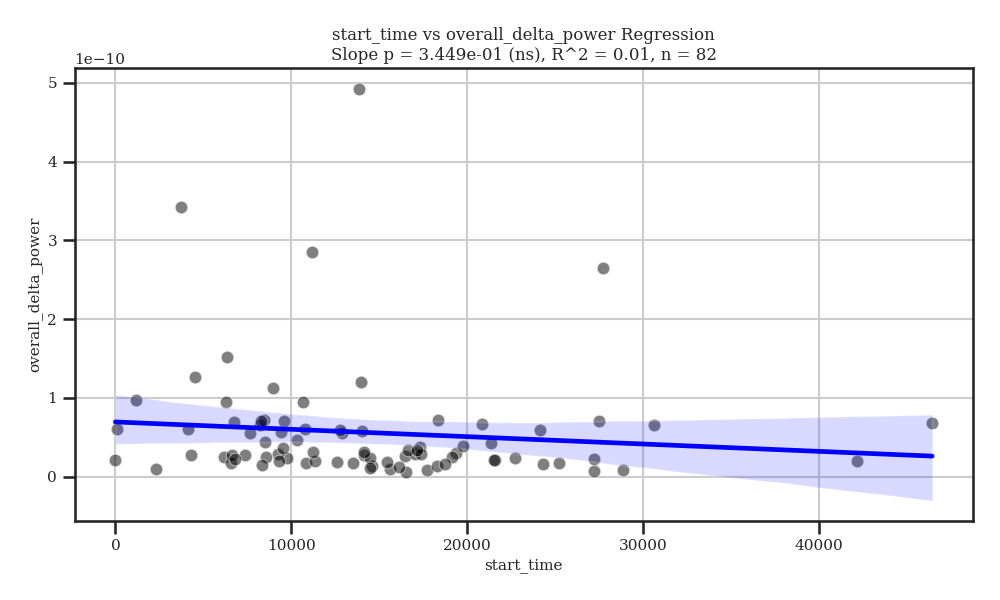 start_time vs overall_delta_power Regression
Slope p = 3.449e-01 (ns), R^2 = 0.01, n = 82
1e−10
5
4
3
2
1
0
overall_delta_power
0 10000 20000 30000 40000
start_time